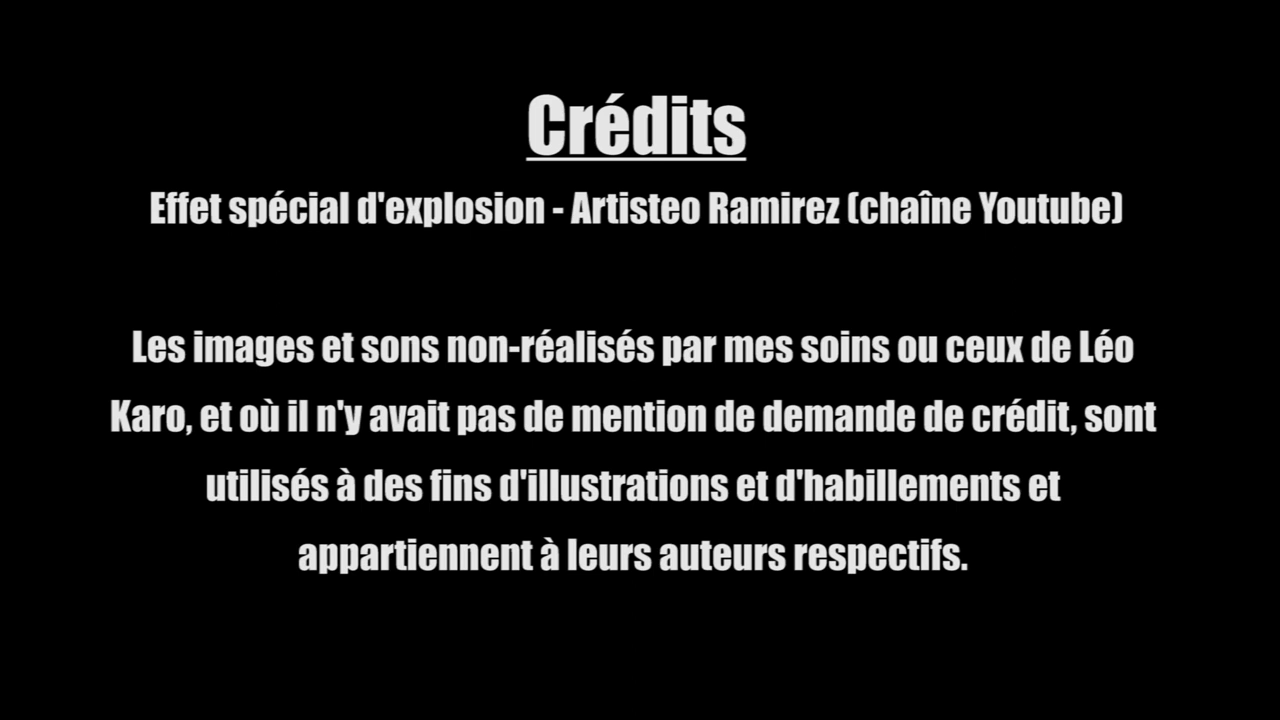 Crédits
Effet spécial d'explosion - Artisteo Ramirez (chaîne Youtube)
Les images et sons non-réalisés par mes soins ou ceux de Léo
Karo, et où il n'y avait pas de mention de demande de crédit, sont
utilisés à des fins d'illustrations et d'habillements et
appartiennent à leurs auteurs respectifs.